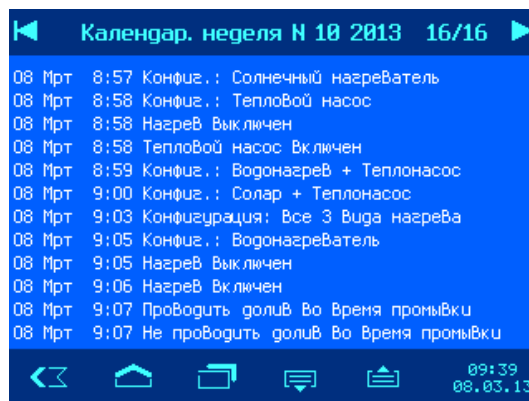 Календар. неделя N 10 2013 16/16
08 Мрт 8:57 Конфиг.: Солнечный нагреватель
08 Мрт 8:58 Конфиг.: Тепловой насос
08 Мрт 8:58 Нагрев Выключен
08 Мрт 8:58 Тепловой насос Включен
08 Мрт 8:59 Конфиг.: Водонагрев + Теплонасос
08 Мрт 9:00 Конфиг.: Солар + Теплонасос
08 Мрт 9:03 Конфигурация: Все 3 Вида нагрева
08 Мрт 9:05 Конфиг.: Водонагреватель
08 Мрт 9:05 Нагрев Выключен
08 Мрт 9:06 Нагрев Включен
08 Мрт 9:07 Проводить долив Во Время промывки
08 Мрт 9:07 Не проводить долив Во Время промывки
09:39
08.03.13